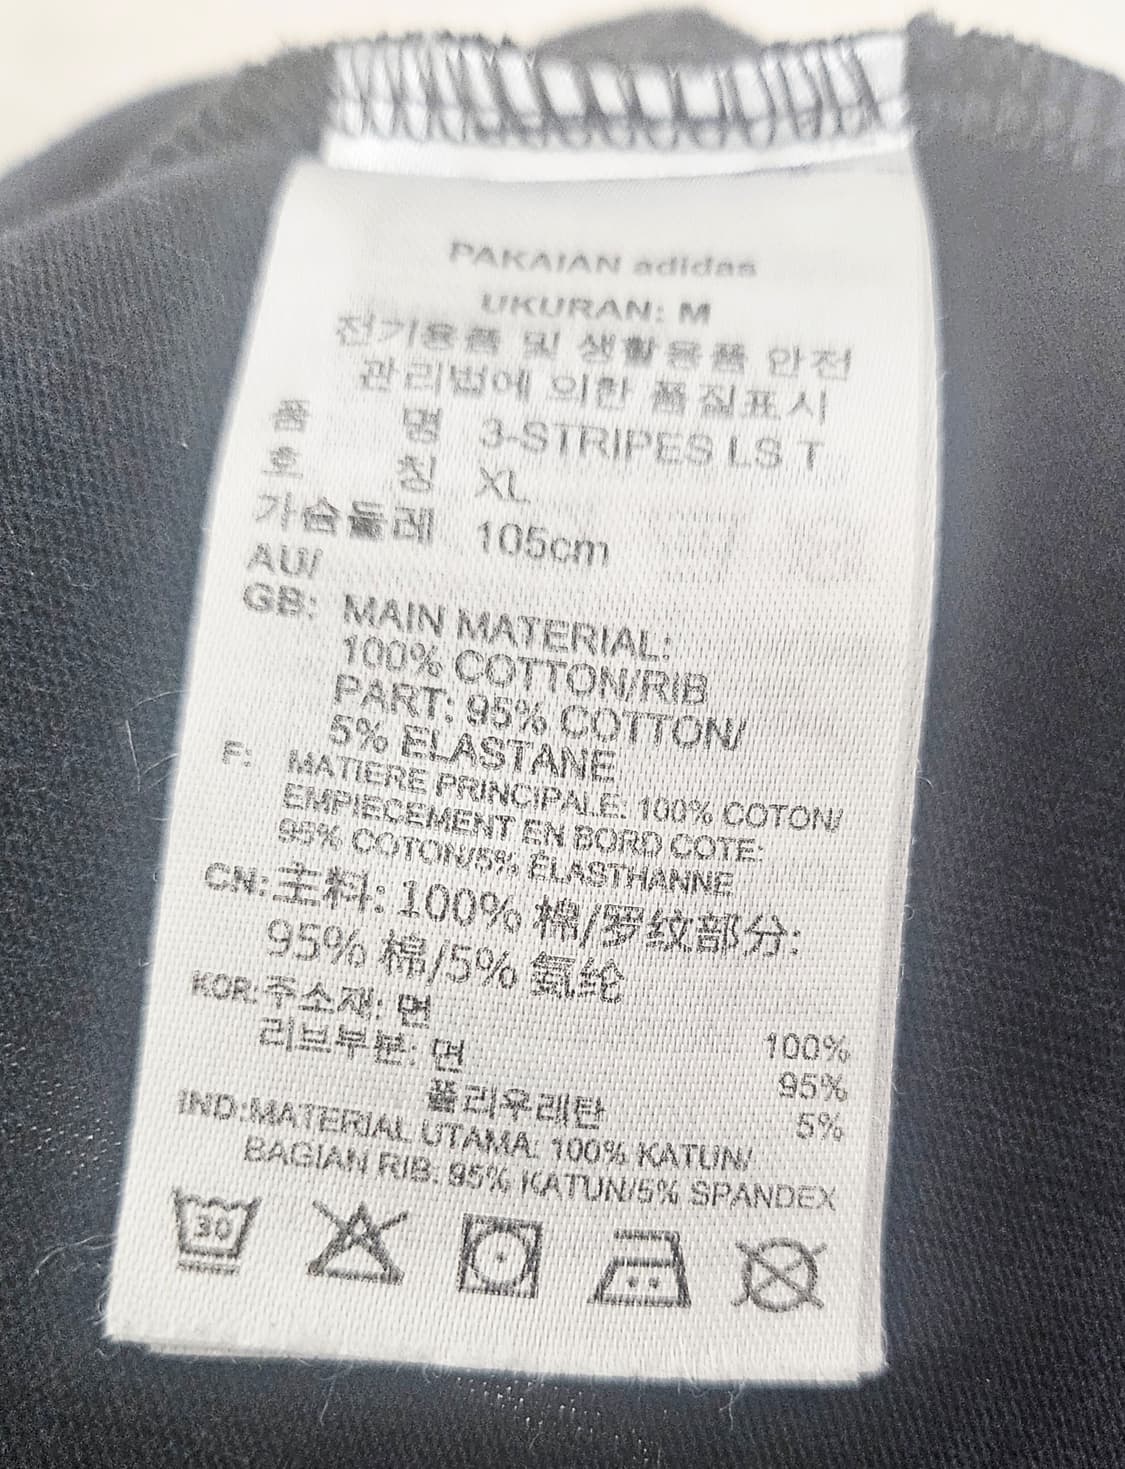 PAKAIAN adidas
UKURAN: M
전기용품 및 생활용품 안전
관리법에 의한 품질표시
품 명 3-STRIPES LS T
호 칭 XL
가슴둘레 105cm
AU/
GB: MAIN MATERIAL:
100% COTTON/RIB
PART: 95% COTTON/
5% ELASTANE
F: MATIÈRE PRINCIPALE: 100% COTON/
EMPIÈCEMENT EN BORD CÔTE:
95% COTON/5% ÉLASTHANNE
CN: 主料: 100% 棉/罗纹部分:
95% 棉/5% 氨纶
KOR: 주소재: 면 100%
리브부분: 면 95%
폴리우레탄 5%
IND: MATERIAL UTAMA: 100% KATUN/
BAGIAN RIB: 95% KATUN/5% SPANDEX
30